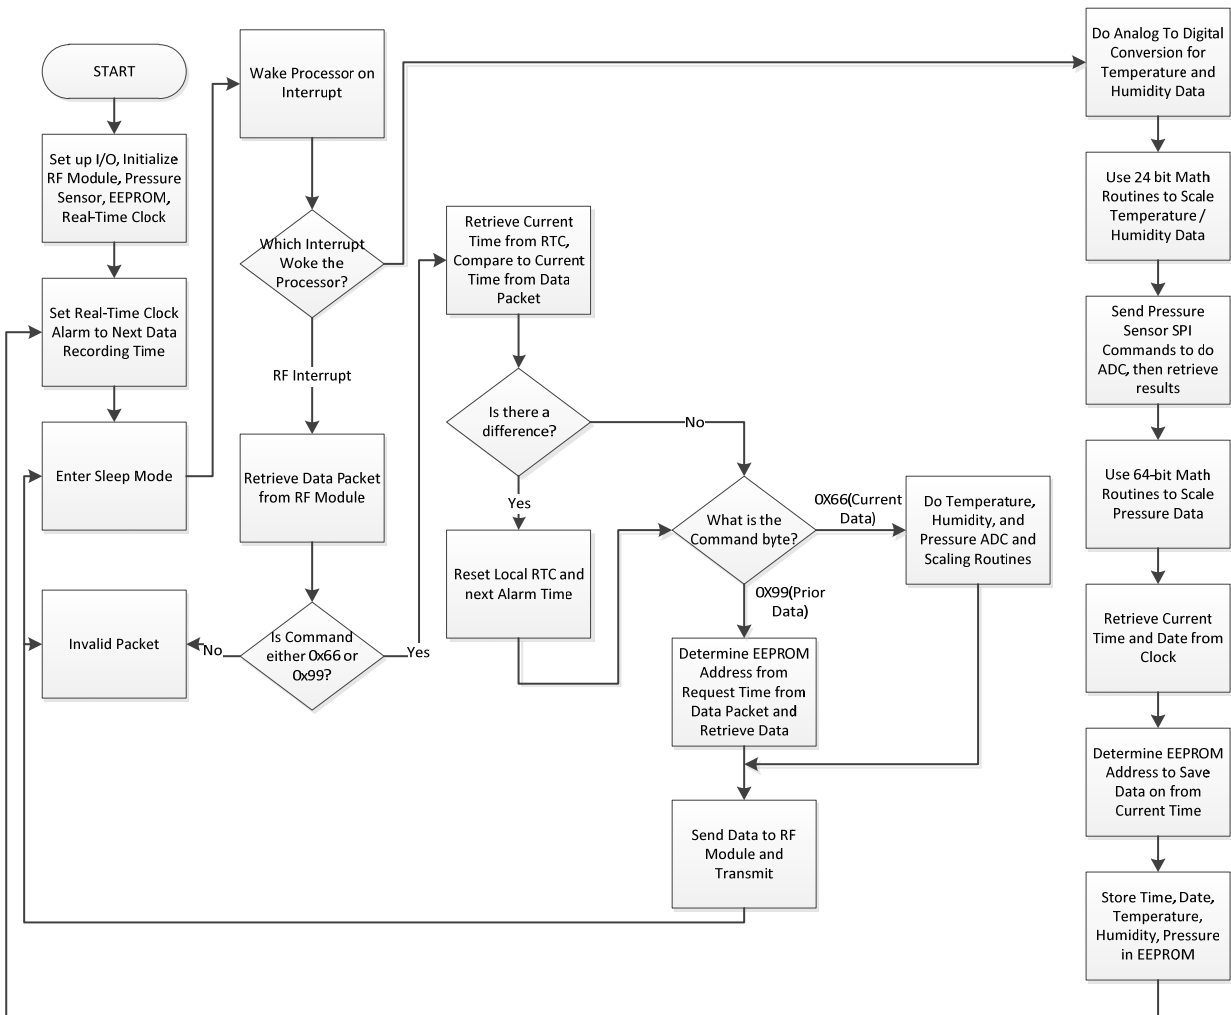 START
Set up I/O, Initialize
RF Module, Pressure
Sensor, EEPROM,
Real-Time Clock
Set Real-Time Clock
Alarm to Next Data
Recording Time
Enter Sleep Mode
Invalid Packet
Wake Processor on
Interrupt
Which Interrupt
Woke the
Processor?
RF Interrupt
Retrieve Data Packet
from RF Module
Is Command
either 0x66 or
0x99?
No
Yes
Retrieve Current
Time from RTC,
Compare to Current
Time from Data
Packet
Is there a
difference?
No
Yes
Reset Local RTC and
next Alarm Time
What is the
Command byte?
0X66(Current
Data)
0X99(Prior
Data)
Do Temperature,
Humidity, and
Pressure ADC and
Scaling Routines
Determine EEPROM
Address from
Request Time from
Data Packet and
Retrieve Data
Send Data to RF
Module and
Transmit
Do Analog To Digital
Conversion for
Temperature and
Humidity Data
Use 24 bit Math
Routines to Scale
Temperature /
Humidity Data
Send Pressure
Sensor SPI
Commands to do
ADC, then retrieve
results
Use 64-bit Math
Routines to Scale
Pressure Data
Retrieve Current
Time and Date from
Clock
Determine EEPROM
Address to Save
Data on from
Current Time
Store Time, Date,
Temperature,
Humidity, Pressure
in EEPROM